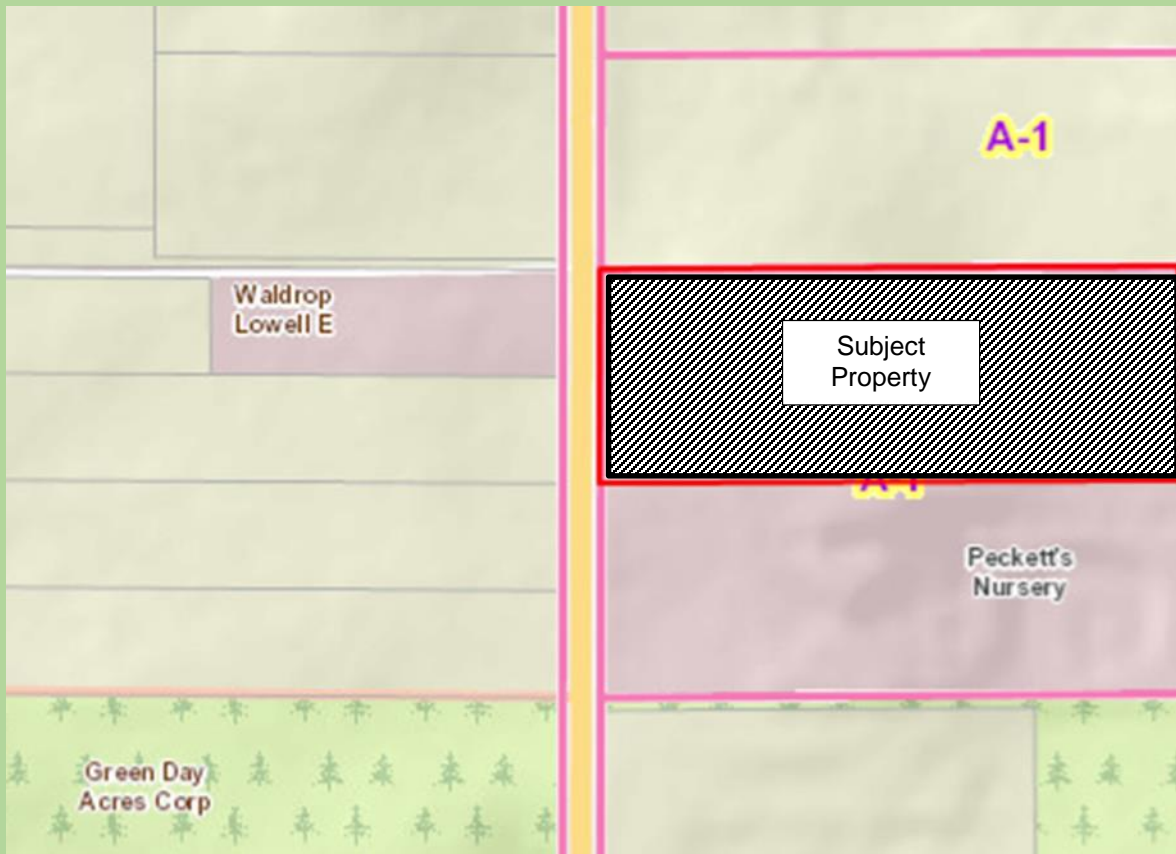 A-1
Waldrop
Lowell E
Subject
Property
Peckett's
Nursery
Green Day
Acres Corp